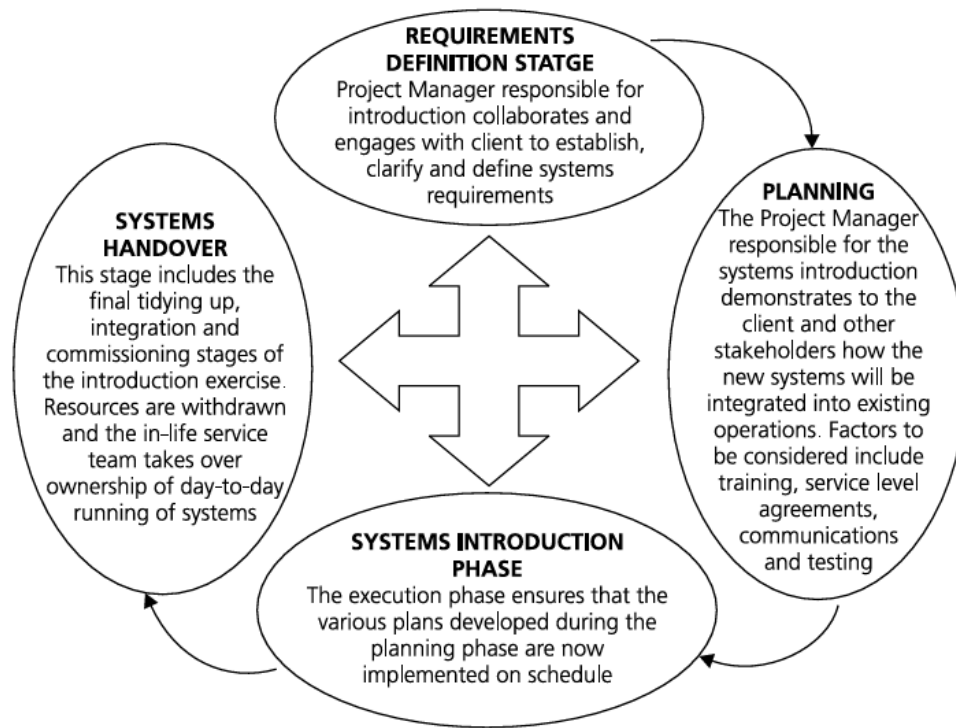 REQUIREMENTS
DEFINITION STATGE
Project Manager responsible for
introduction collaborates and
engages with client to establish,
clarify and define systems
requirements
PLANNING
The Project Manager
responsible for the
systems introduction
demonstrates to the
client and other
stakeholders how the
new systems will be
integrated into existing
operations. Factors to
be considered include
training, service level
agreements,
communications
and testing
SYSTEMS INTRODUCTION
PHASE
The execution phase ensures that the
various plans developed during the
planning phase are now
implemented on schedule
SYSTEMS
HANDOVER
This stage includes the
final tidying up,
integration and
commissioning stages of
the introduction exercise.
Resources are withdrawn
and the in-life service
team takes over
ownership of day-to-day
running of systems